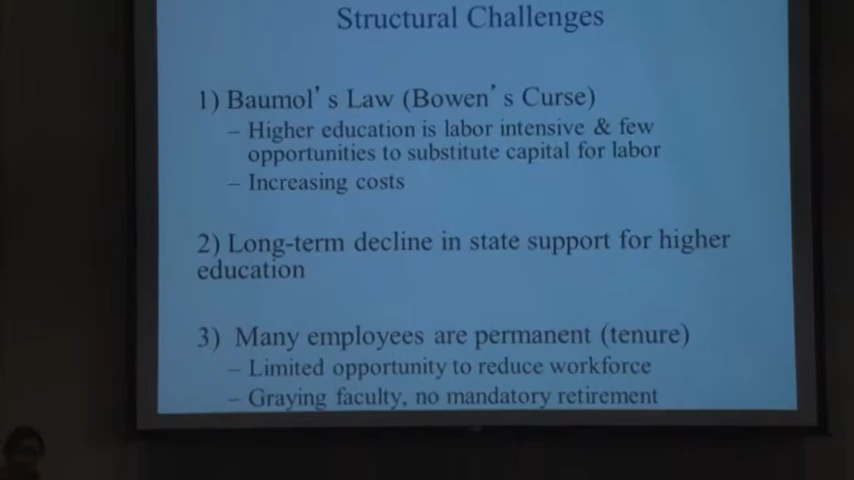 Structural Challenges
1) Baumol's Law (Bowen's Curse)
– Higher education is labor intensive & few
opportunities to substitute capital for labor
– Increasing costs
2) Long-term decline in state support for higher
education
3) Many employees are permanent (tenure)
– Limited opportunity to reduce workforce
– Graying faculty, no mandatory retirement